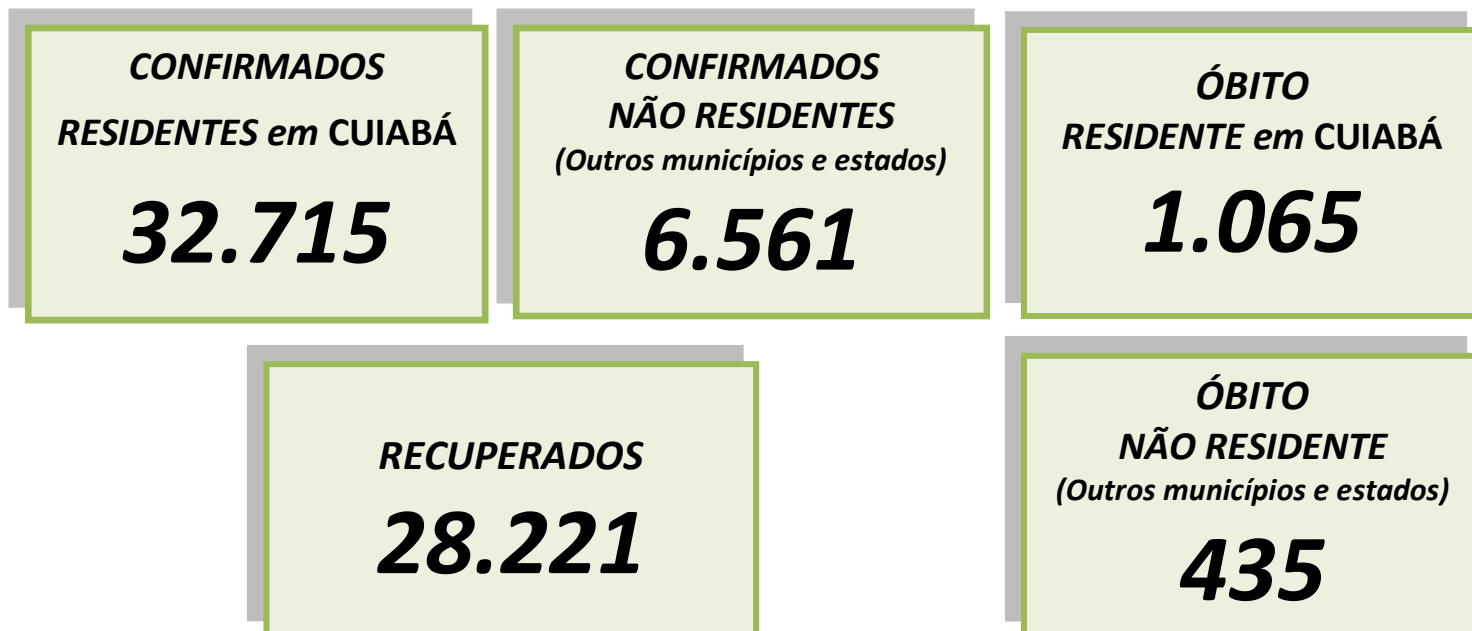 CONFIRMADOS
RESIDENTES em CUIABÁ
32.715
CONFIRMADOS
NÃO RESIDENTES
(Outros municípios e estados)
6.561
ÓBITO
RESIDENTE em CUIABÁ
1.065
RECUPERADOS
28.221
ÓBITO
NÃO RESIDENTE
(Outros municípios e estados)
435